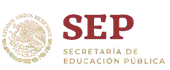 SEP
SECRETARÍA DE
EDUCACIÓN PÚBLICA